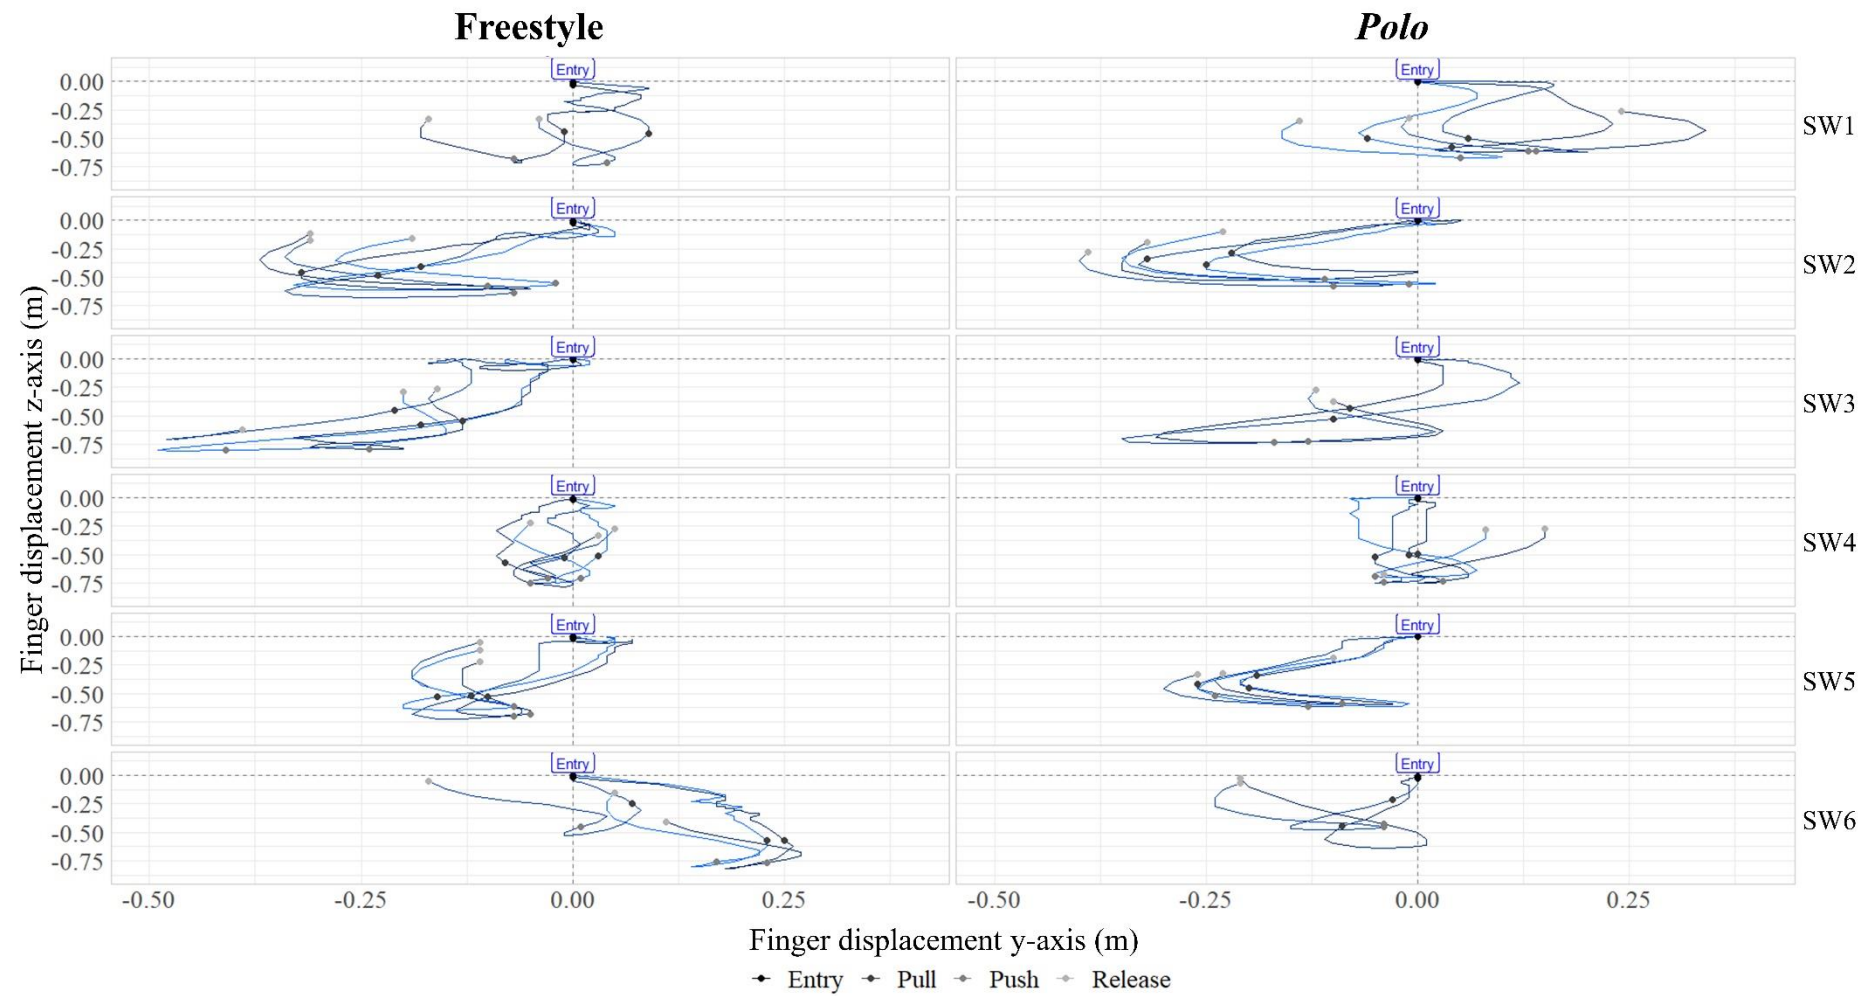 Freestyle Polo
Finger displacement z-axis (m)
Entry Entry
0.00
-0.25
-0.50
-0.75
SW1
Entry Entry
0.00
-0.25
-0.50
-0.75
SW2
Entry Entry
0.00
-0.25
-0.50
-0.75
SW3
Entry Entry
0.00
-0.25
-0.50
-0.75
SW4
Entry Entry
0.00
-0.25
-0.50
-0.75
SW5
Entry Entry
0.00
-0.25
-0.50
-0.75
SW6
-0.50 -0.25 0.00 0.25 -0.50 -0.25 0.00 0.25
Finger displacement y-axis (m)
Entry Pull Push Release